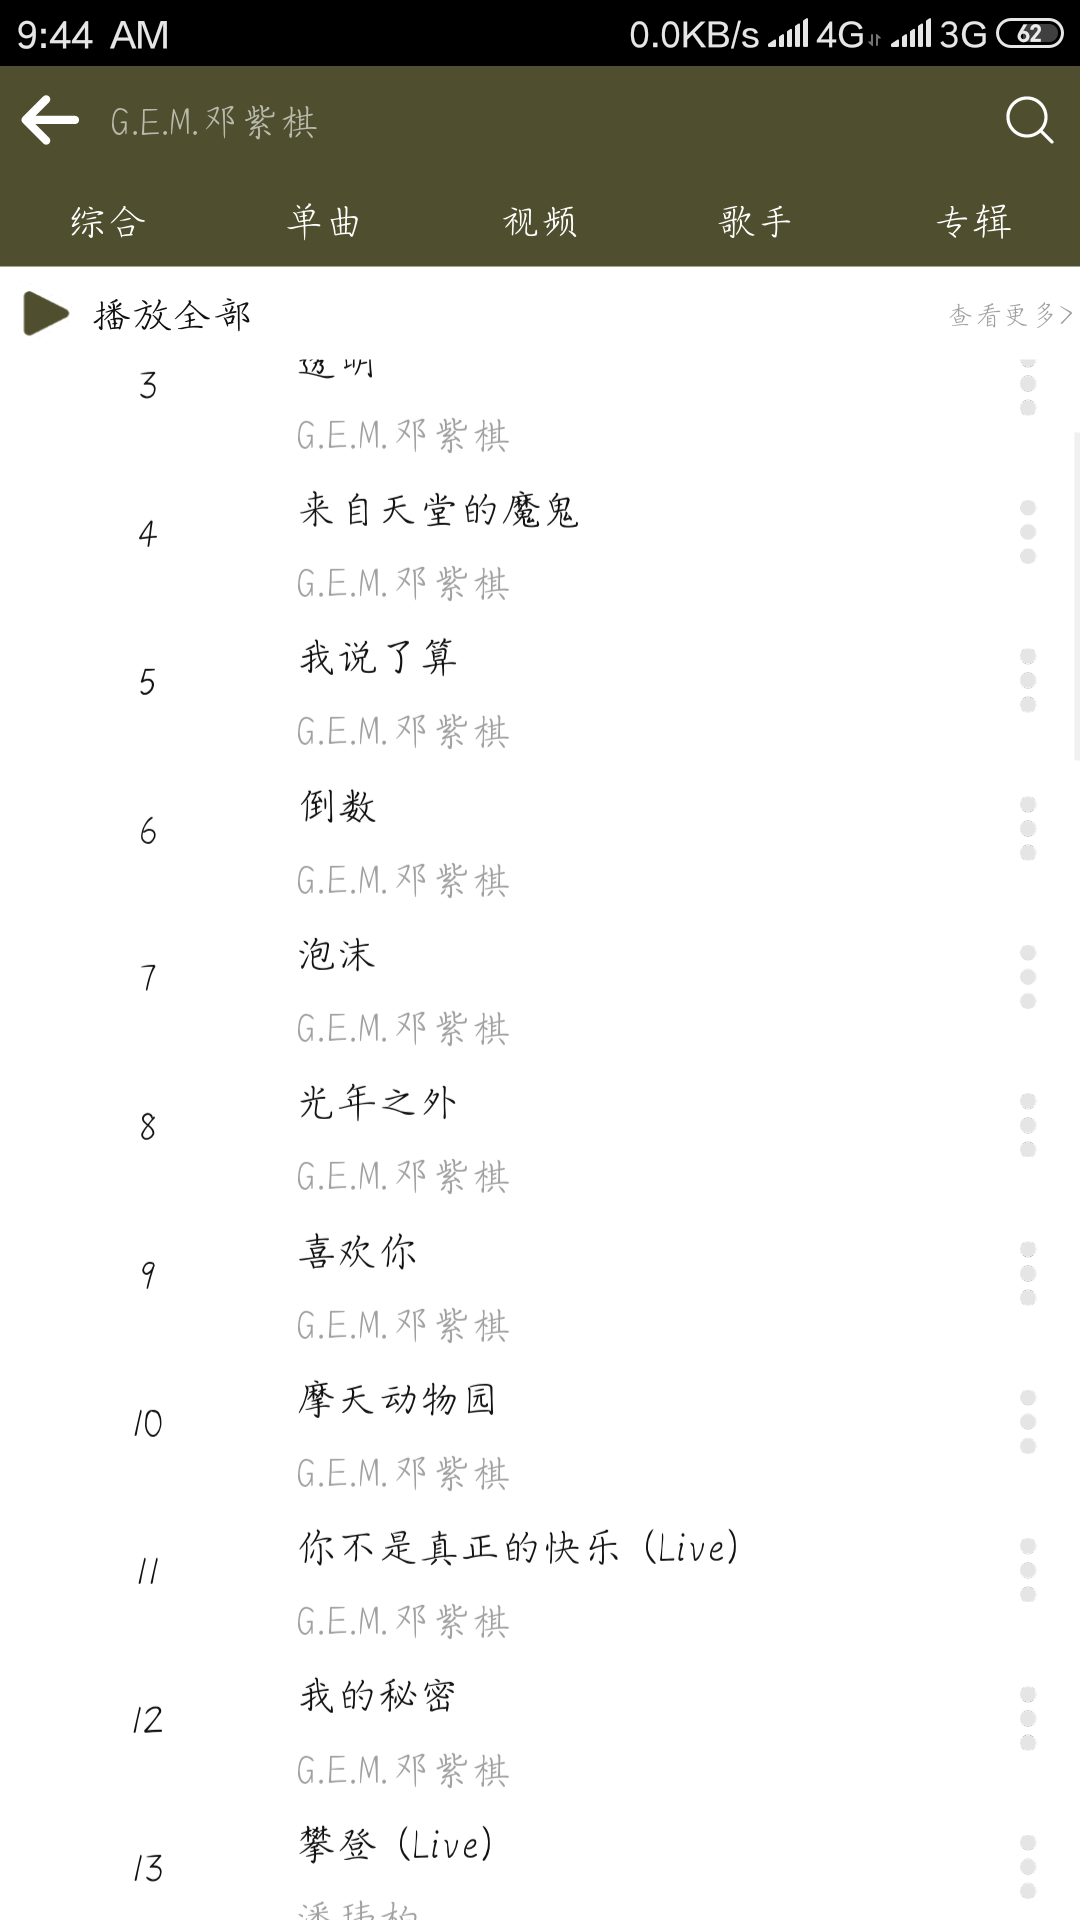 9:44 AM 0.0KB/s 4G 3G 62
G.E.M.邓紫棋
综合 单曲 视频 歌手 专辑
播放全部 查看更多>
3 透明
G.E.M.邓紫棋
4 来自天堂的魔鬼
G.E.M.邓紫棋
5 我说了算
G.E.M.邓紫棋
6 倒数
G.E.M.邓紫棋
7 泡沫
G.E.M.邓紫棋
8 光年之外
G.E.M.邓紫棋
9 喜欢你
G.E.M.邓紫棋
10 摩天动物园
G.E.M.邓紫棋
11 你不是真正的快乐 (Live)
G.E.M.邓紫棋
12 我的秘密
G.E.M.邓紫棋
13 攀登 (Live)
潘玮柏